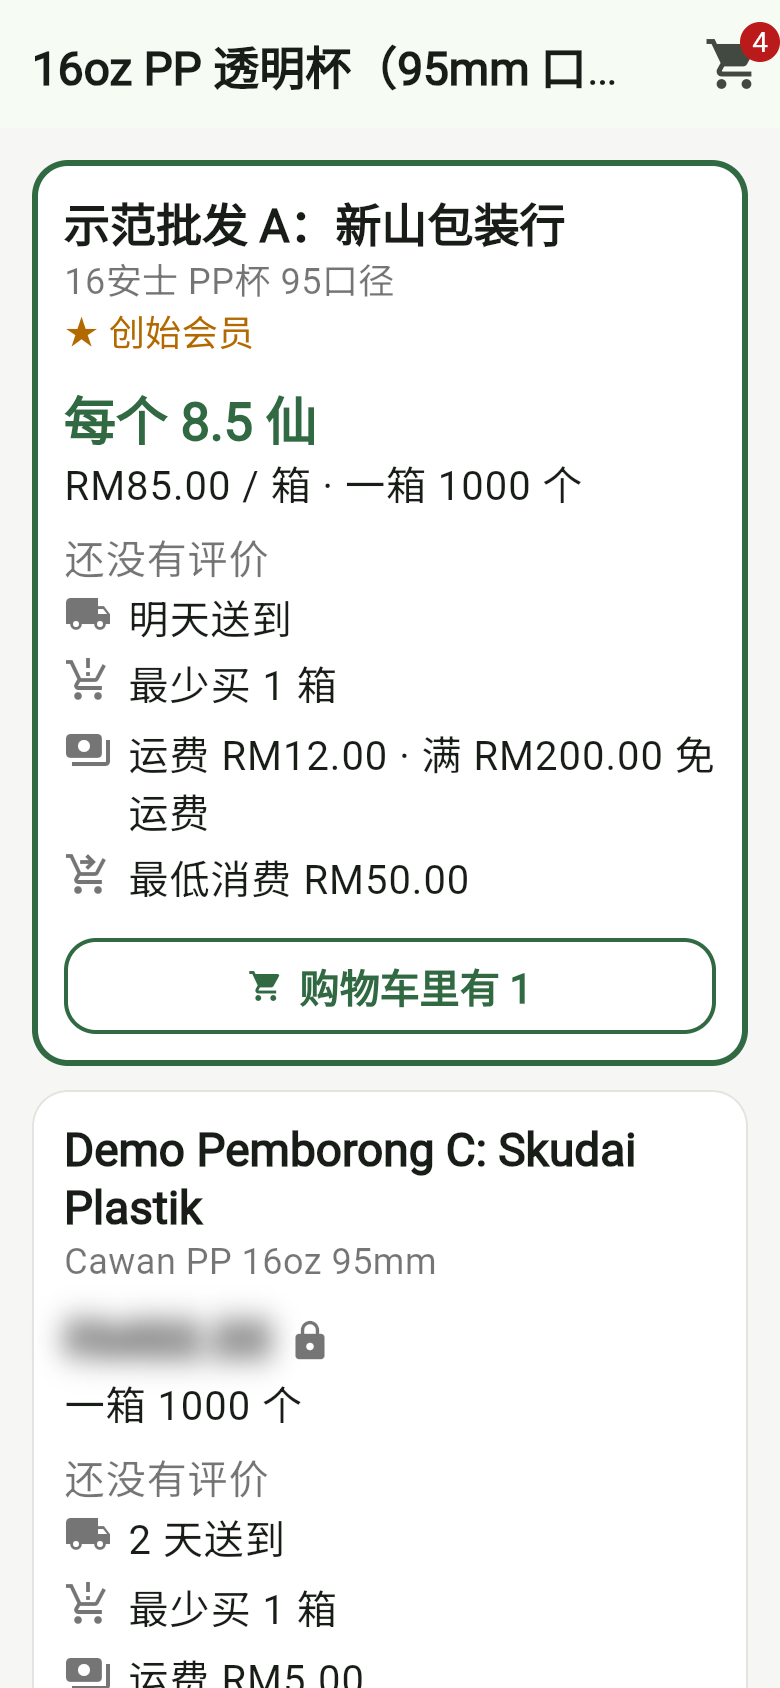 16oz PP 透明杯（95mm 口...
4
示范批发 A：新山包装行
16安士 PP杯 95口径
★ 创始会员
每个 8.5 仙
RM85.00 / 箱 · 一箱 1000 个
还没有评价
明天送到
最少买 1 箱
运费 RM12.00 · 满 RM200.00 免
运费
最低消费 RM50.00
购物车里有 1
Demo Pemborong C: Skudai
Plastik
Cawan PP 16oz 95mm
一箱 1000 个
还没有评价
2 天送到
最少买 1 箱
运费 RM5.00